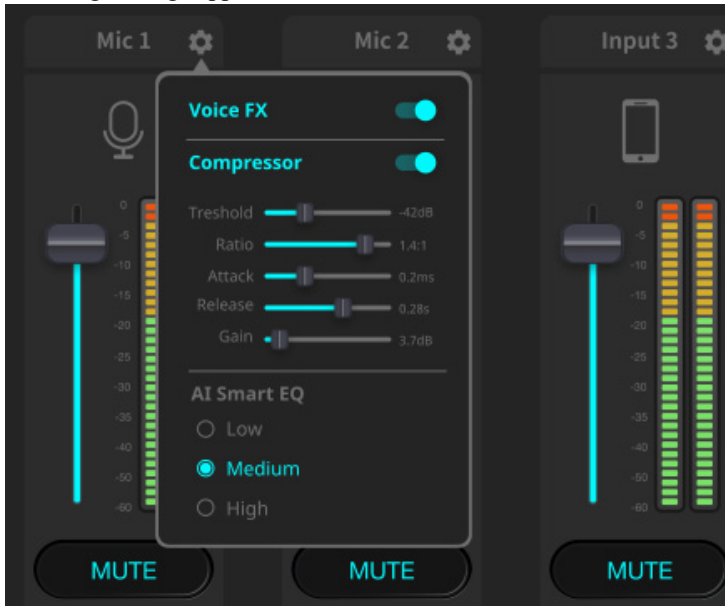 Mic 1
Mic 2
Input 3
Voice FX
Compressor
Treshold -42dB
Ratio 1.4:1
Attack 0.2ms
Release 0.28s
Gain 3.7dB
AI Smart EQ
Low
Medium
High
0
-5
-10
-15
-20
-25
-30
-35
-40
-50
-60
0
-5
-10
-15
-20
-25
-30
-35
-40
-50
-60
MUTE
MUTE
MUTE